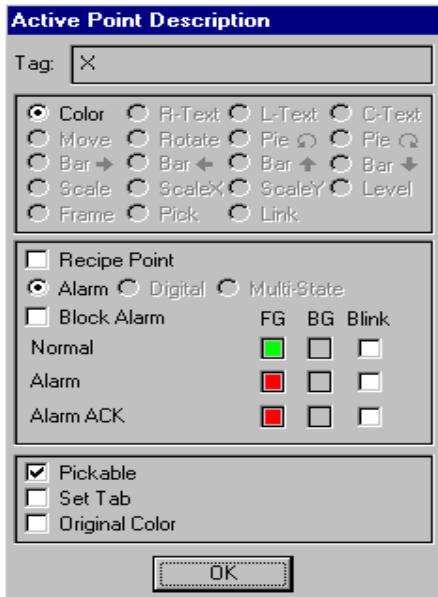 Active Point Description
Tag: X
Color R-Text L-Text C-Text
Move Rotate Pie Pie
Bar Bar Bar Bar
Scale ScaleX ScaleY Level
Frame Pick Link
Recipe Point
Alarm Digital Multi-State
Block Alarm FG BG Blink
Normal
Alarm
Alarm ACK
Pickable
Set Tab
Original Color
OK